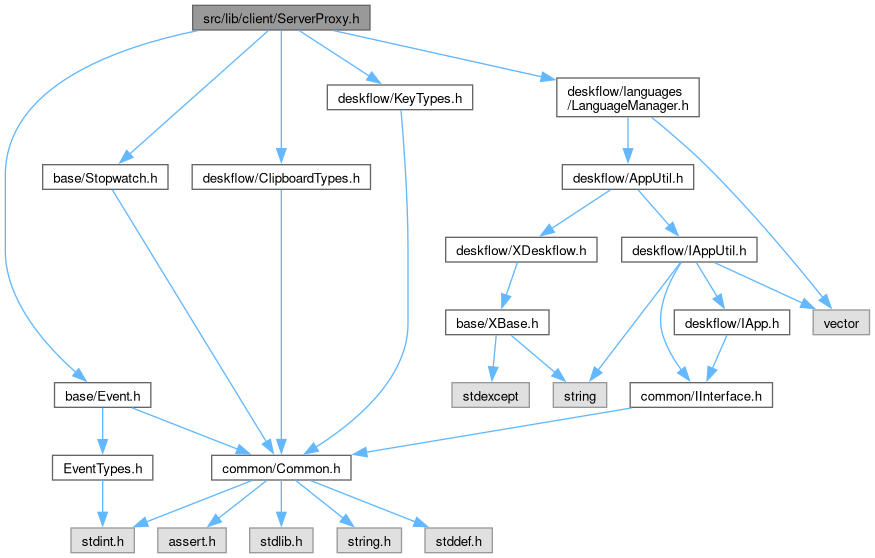 src/lib/client/ServerProxy.h
deskflow/KeyTypes.h
deskflow/languages
/LanguageManager.h
base/Stopwatch.h
deskflow/ClipboardTypes.h
deskflow/AppUtil.h
deskflow/XDeskflow.h
deskflow/IAppUtil.h
base/XBase.h
deskflow/IApp.h
vector
base/Event.h
stdexcept
string
common/IInterface.h
EventTypes.h
common/Common.h
stdint.h
assert.h
stdlib.h
string.h
stddef.h